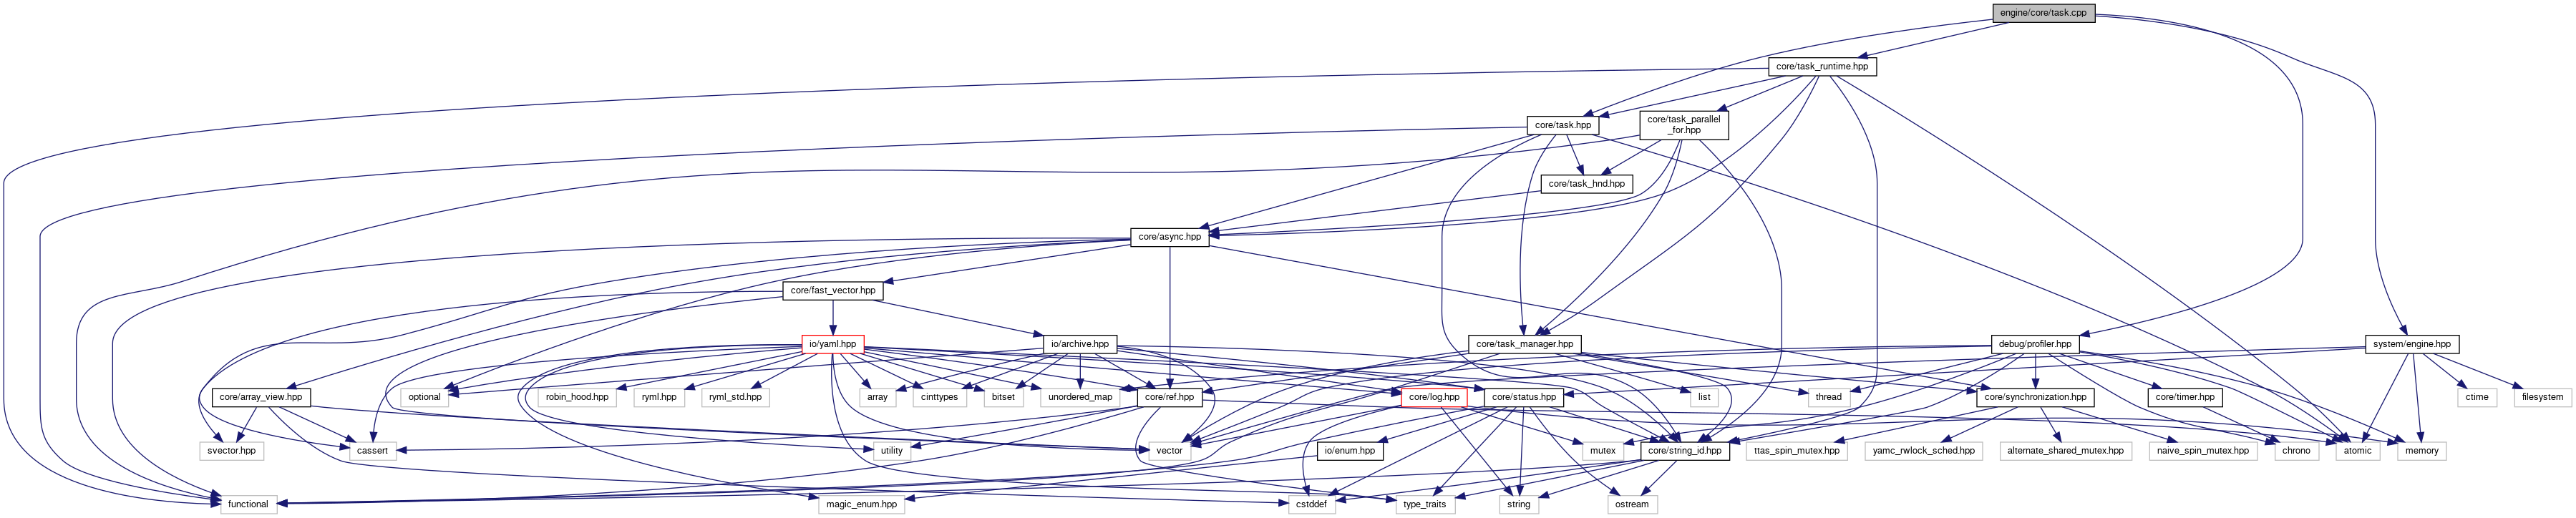 engine/core/task.cpp
core/task_runtime.hpp
core/task.hpp
core/task_parallel
_for.hpp
core/task_hnd.hpp
core/async.hpp
core/fast_vector.hpp
io/yaml.hpp
io/archive.hpp
core/task_manager.hpp
debug/profiler.hpp
system/engine.hpp
core/array_view.hpp
optional
robin_hood.hpp
ryml.hpp
ryml_std.hpp
array
cinttypes
bitset
unordered_map
core/ref.hpp
core/log.hpp
core/status.hpp
list
thread
core/synchronization.hpp
core/timer.hpp
ctime
filesystem
svector.hpp
cassert
utility
vector
io/enum.hpp
mutex
core/string_id.hpp
ttas_spin_mutex.hpp
yamc_rwlock_sched.hpp
alternate_shared_mutex.hpp
naive_spin_mutex.hpp
chrono
atomic
memory
functional
magic_enum.hpp
cstddef
type_traits
string
ostream